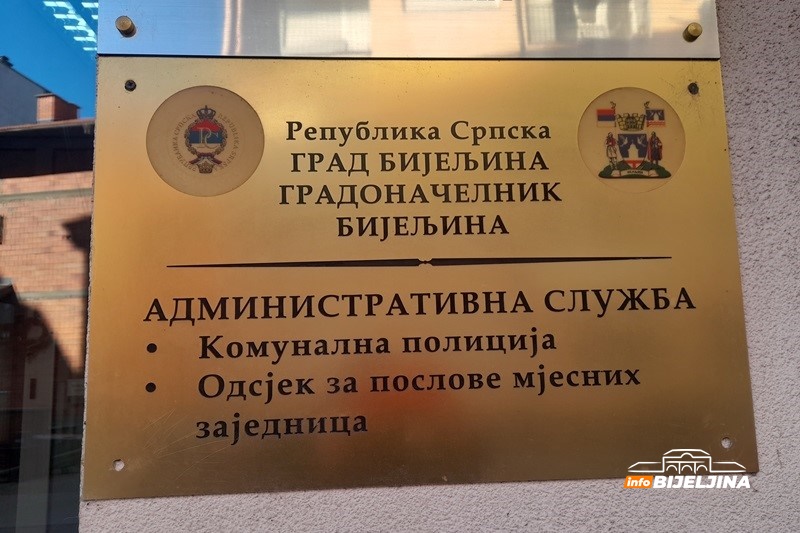 Република Српска
ГРАД БИЈЕЉИНА
ГРАДОНАЧЕЛНИК
БИЈЕЉИНА
АДМИНИСТРАТИВНА СЛУЖБА
• Комунална полиција
• Одсјек за послове мјесних
заједница
info BIJELJINA